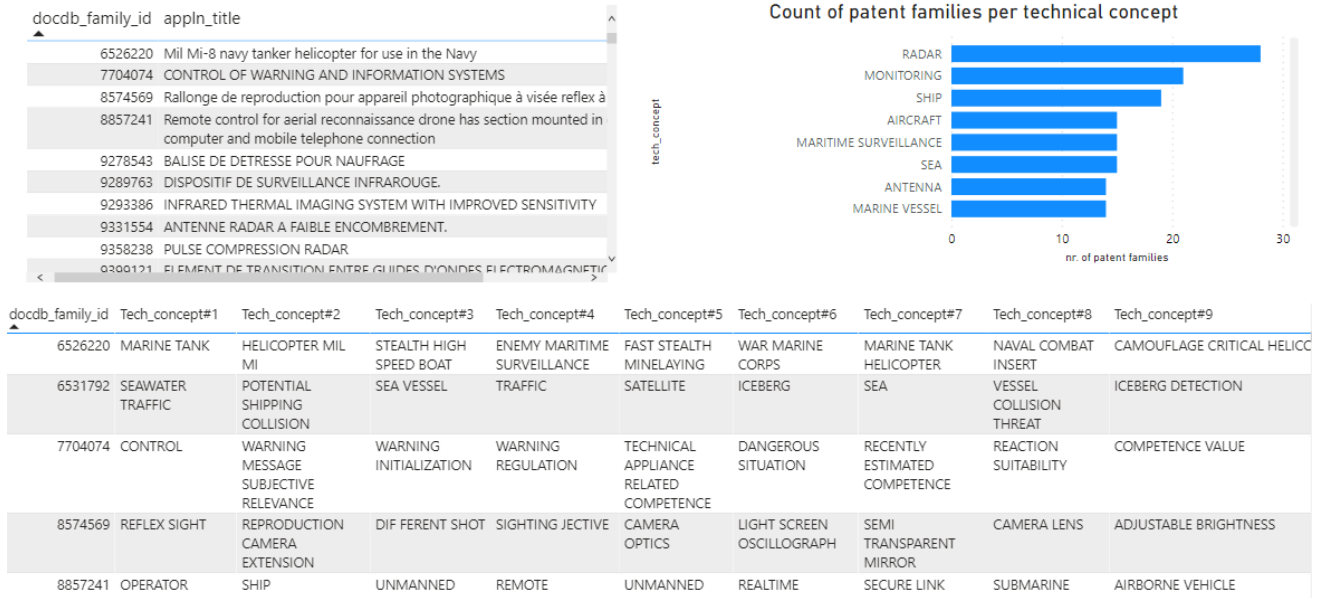 docdb_family_id appln_title
6526220 Mil Mi-8 navy tanker helicopter for use in the Navy
7704074 CONTROL OF WARNING AND INFORMATION SYSTEMS
8574569 Rallonge de reproduction pour appareil photographique à visée reflex à
8857241 Remote control for aerial reconnaissance drone has section mounted in
computer and mobile telephone connection
9278543 BALISE DE DETRESSE POUR NAUFRAGE
9289763 DISPOSITIF DE SURVEILLANCE INFRAROUGE.
9293386 INFRARED THERMAL IMAGING SYSTEM WITH IMPROVED SENSITIVITY
9331554 ANTENNE RADAR A FAIBLE ENCOMBREMENT.
9358238 PULSE COMPRESSION RADAR
9399121 ELEMENT DE TRANSITION ENTRE GUIDES D'ONDES ELECTROMAGNETIC
Count of patent families per technical concept
tech_concept
RADAR
MONITORING
SHIP
AIRCRAFT
MARITIME SURVEILLANCE
SEA
ANTENNA
MARINE VESSEL
0 10 20 30
nr. of patent families
docdb_family_id Tech_concept#1 Tech_concept#2 Tech_concept#3 Tech_concept#4 Tech_concept#5 Tech_concept#6 Tech_concept#7 Tech_concept#8 Tech_concept#9
6526220 MARINE TANK HELICOPTER MIL STEALTH HIGH ENEMY MARITIME FAST STEALTH WAR MARINE MARINE TANK NAVAL COMBAT CAMOUFLAGE CRITICAL HELICC
MI SPEED BOAT SURVEILLANCE MINELAYING CORPS HELICOPTER INSERT
6531792 SEAWATER POTENTIAL SEA VESSEL TRAFFIC SATELLITE ICEBERG SEA VESSEL ICEBERG DETECTION
TRAFFIC SHIPPING COLLISION
COLLISION THREAT
7704074 CONTROL WARNING WARNING WARNING TECHNICAL DANGEROUS RECENTLY REACTION COMPETENCE VALUE
MESSAGE INITIALIZATION REGULATION APPLIANCE SITUATION ESTIMATED SUITABILITY
SUBJECTIVE RELATED COMPETENCE
RELEVANCE COMPETENCE
8574569 REFLEX SIGHT REPRODUCTION DIF FERENT SHOT SIGHTING JECTIVE CAMERA LIGHT SCREEN SEMI CAMERA LENS ADJUSTABLE BRIGHTNESS
CAMERA OPTICS OSCILLOGRAPH TRANSPARENT
EXTENSION MIRROR
8857241 OPERATOR SHIP UNMANNED REMOTE UNMANNED REALTIME SECURE LINK SUBMARINE AIRBORNE VEHICLE